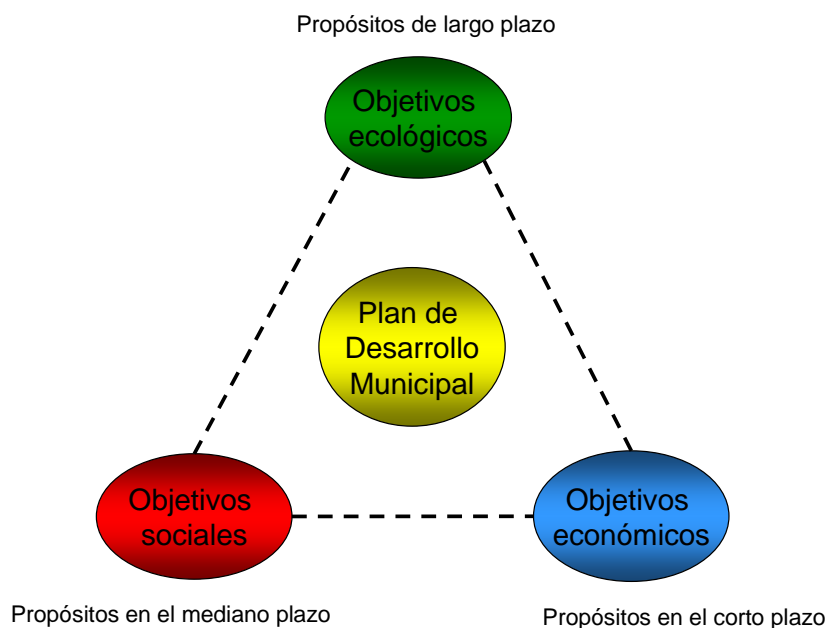 Propósitos de largo plazo
Objetivos
ecológicos
Plan de
Desarrollo
Municipal
Objetivos
sociales
Objetivos
económicos
Propósitos en el mediano plazo
Propósitos en el corto plazo